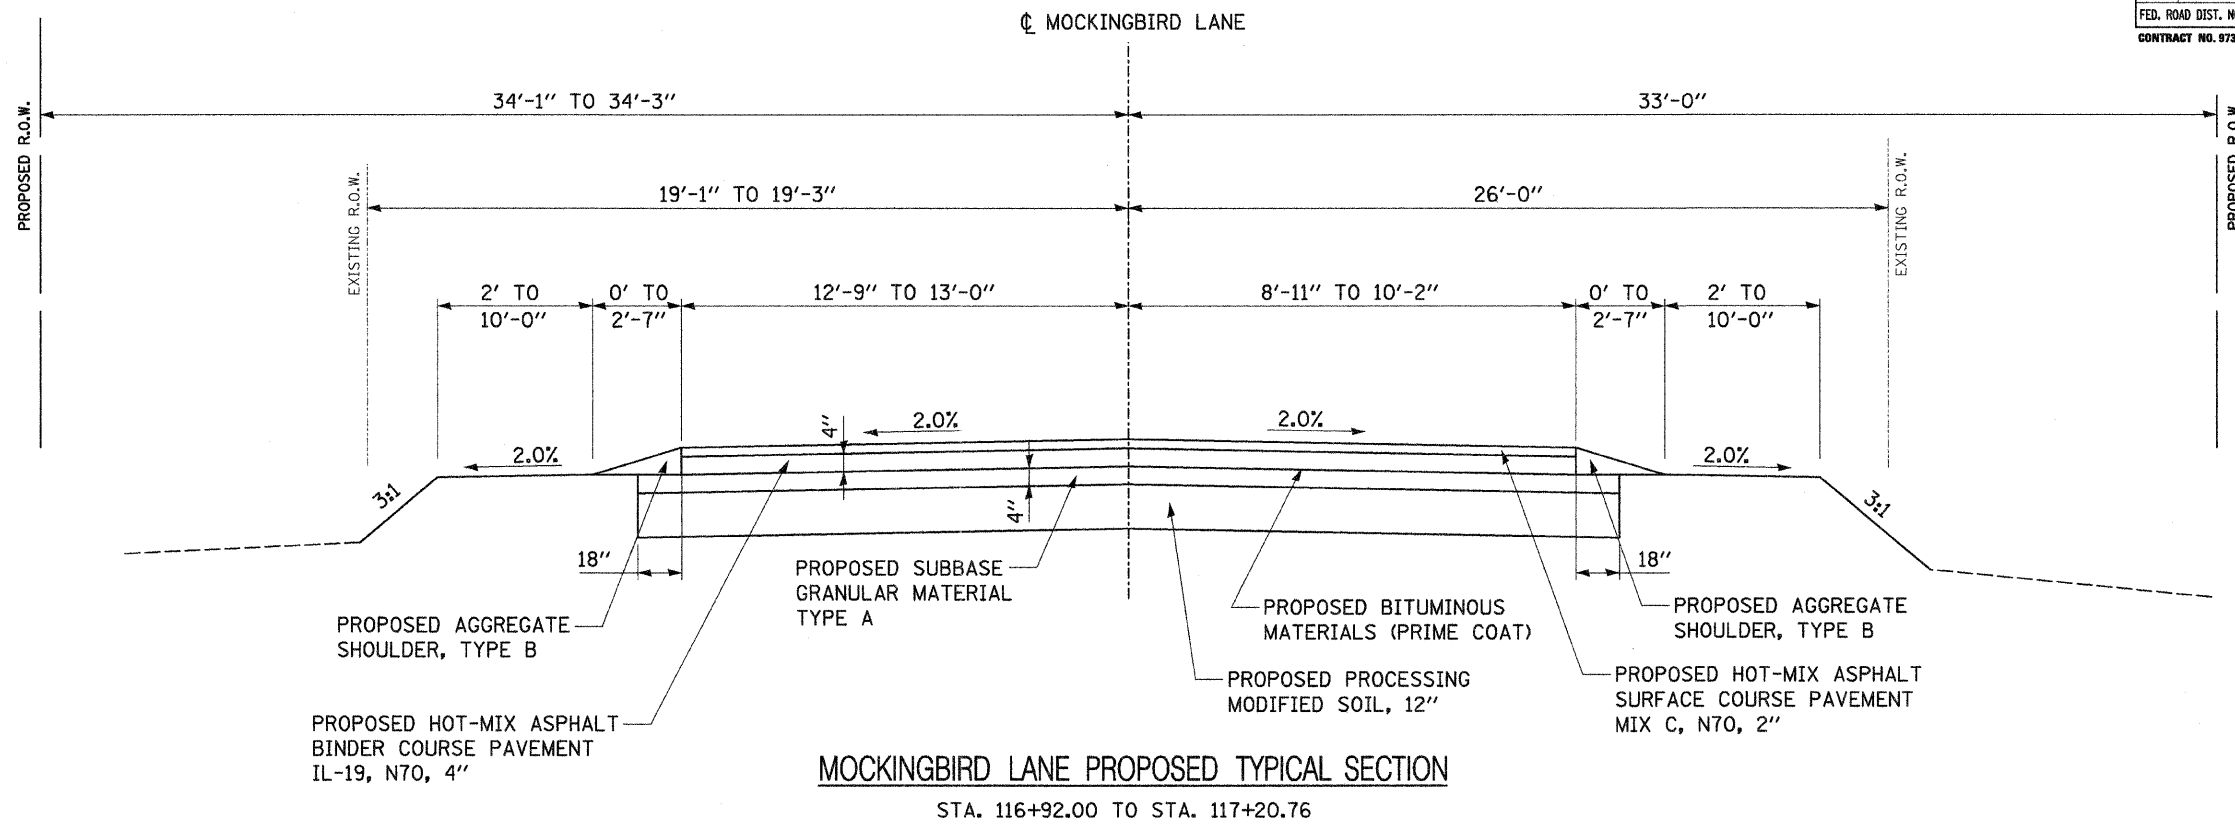 FED. ROAD DIST. N
CONTRACT NO. 973
℄ MOCKINGBIRD LANE
34'-1" TO 34'-3"
33'-0"
PROPOSED R.O.W.
PROPOSED R.O.W.
19'-1" TO 19'-3"
26'-0"
EXISTING R.O.W.
EXISTING R.O.W.
2' TO
10'-0"
0' TO
2'-7"
12'-9" TO 13'-0"
8'-11" TO 10'-2"
0' TO
2'-7"
2' TO
10'-0"
4"
2.0%
2.0%
2.0%
2.0%
3:1
3:1
4"
18"
18"
PROPOSED SUBBASE
GRANULAR MATERIAL
TYPE A
PROPOSED AGGREGATE
SHOULDER, TYPE B
PROPOSED BITUMINOUS
MATERIALS (PRIME COAT)
PROPOSED AGGREGATE
SHOULDER, TYPE B
PROPOSED PROCESSING
MODIFIED SOIL, 12"
PROPOSED HOT-MIX ASPHALT
SURFACE COURSE PAVEMENT
MIX C, N70, 2"
PROPOSED HOT-MIX ASPHALT
BINDER COURSE PAVEMENT
IL-19, N70, 4"
MOCKINGBIRD LANE PROPOSED TYPICAL SECTION
STA. 116+92.00 TO STA. 117+20.76